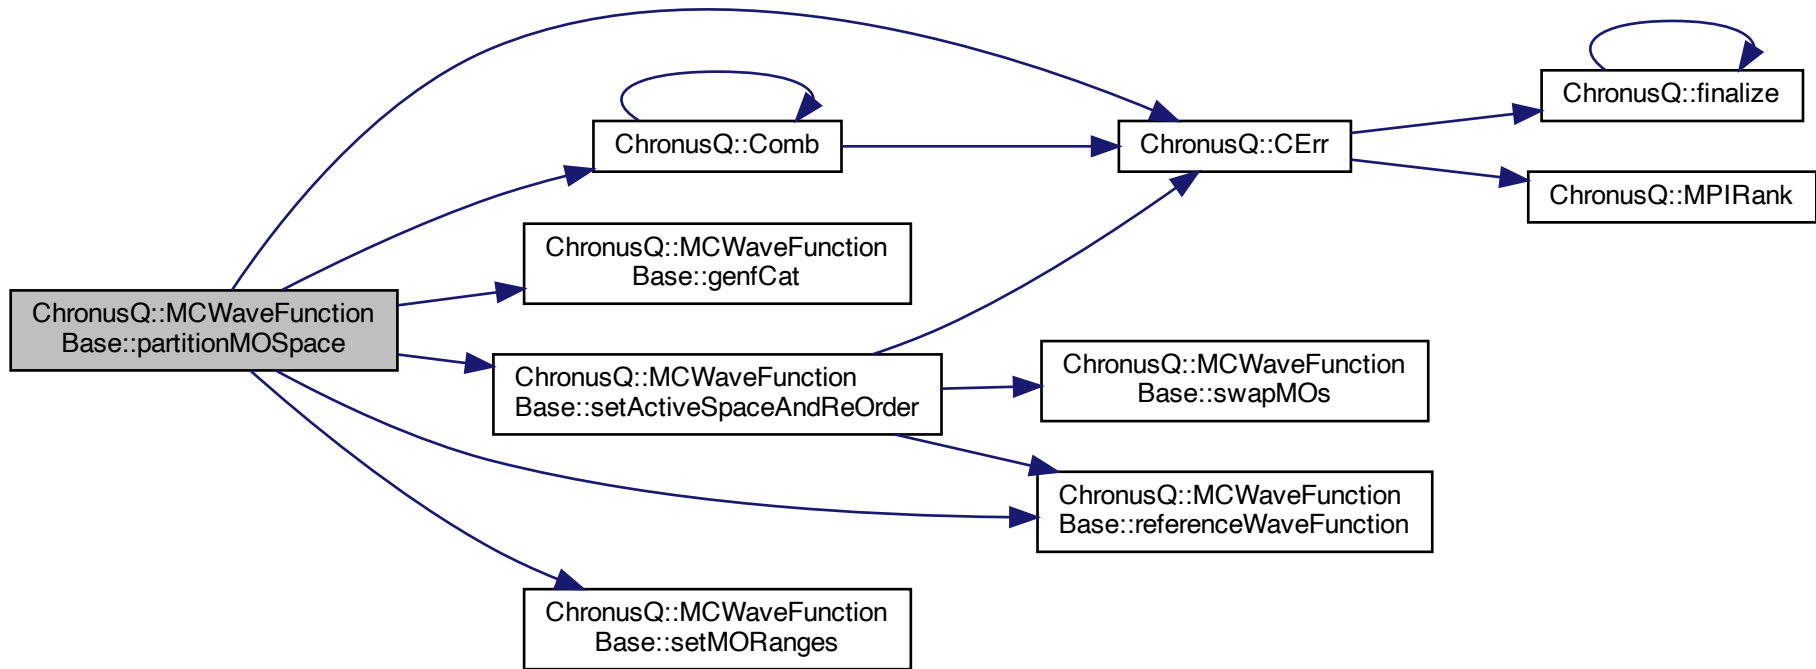 ChronusQ::MCWaveFunction
Base::partitionMOSpace
ChronusQ::Comb
ChronusQ::MCWaveFunction
Base::genfCat
ChronusQ::MCWaveFunction
Base::setActiveSpaceAndReOrder
ChronusQ::MCWaveFunction
Base::setMORanges
ChronusQ::CErr
ChronusQ::MCWaveFunction
Base::swapMOs
ChronusQ::MCWaveFunction
Base::referenceWaveFunction
ChronusQ::finalize
ChronusQ::MPIRank